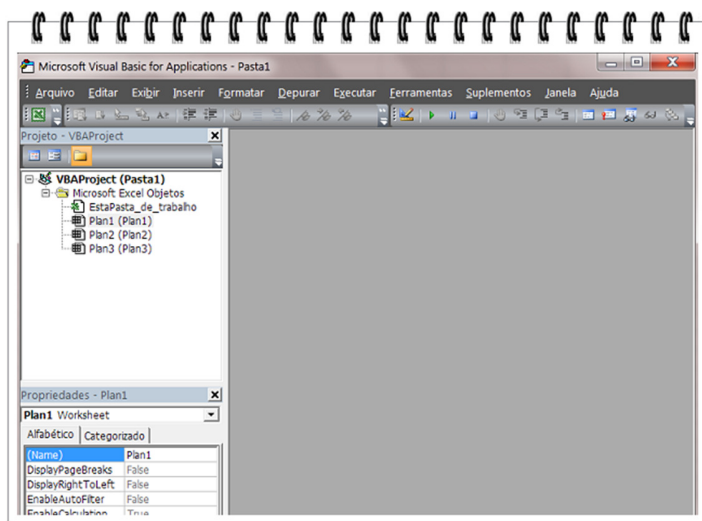 Microsoft Visual Basic for Applications - Pasta1
Arquivo Editar Exibir Inserir Formatar Depurar Executar Ferramentas Suplementos Janela Ajuda
Projeto - VBAProject
VBAProject (Pasta1)
Microsoft Excel Objetos
EstaPasta_de_trabalho
Plan1 (Plan1)
Plan2 (Plan2)
Plan3 (Plan3)
Propriedades - Plan1
Plan1 Worksheet
Alfabético Categorizado
(Name) Plan1
DisplayPageBreaks False
DisplayRightToLeft False
EnableAutoFilter False
EnableCalculation True